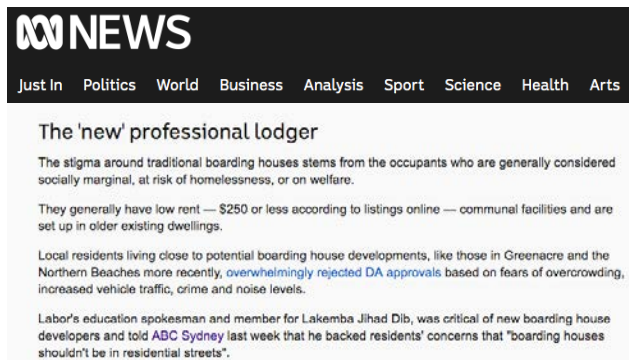 NEWS
Just In Politics World Business Analysis Sport Science Health Arts
The 'new' professional lodger
The stigma around traditional boarding houses stems from the occupants who are generally considered
socially marginal, at risk of homelessness, or on welfare.
They generally have low rent — $250 or less according to listings online — communal facilities and are
set up in older existing dwellings.
Local residents living close to potential boarding house developments, like those in Greenacre and the
Northern Beaches more recently, overwhelmingly rejected DA approvals based on fears of overcrowding,
increased vehicle traffic, crime and noise levels.
Labor's education spokesman and member for Lakemba Jihad Dib, was critical of new boarding house
developers and told ABC Sydney last week that he backed residents' concerns that "boarding houses
shouldn't be in residential streets".